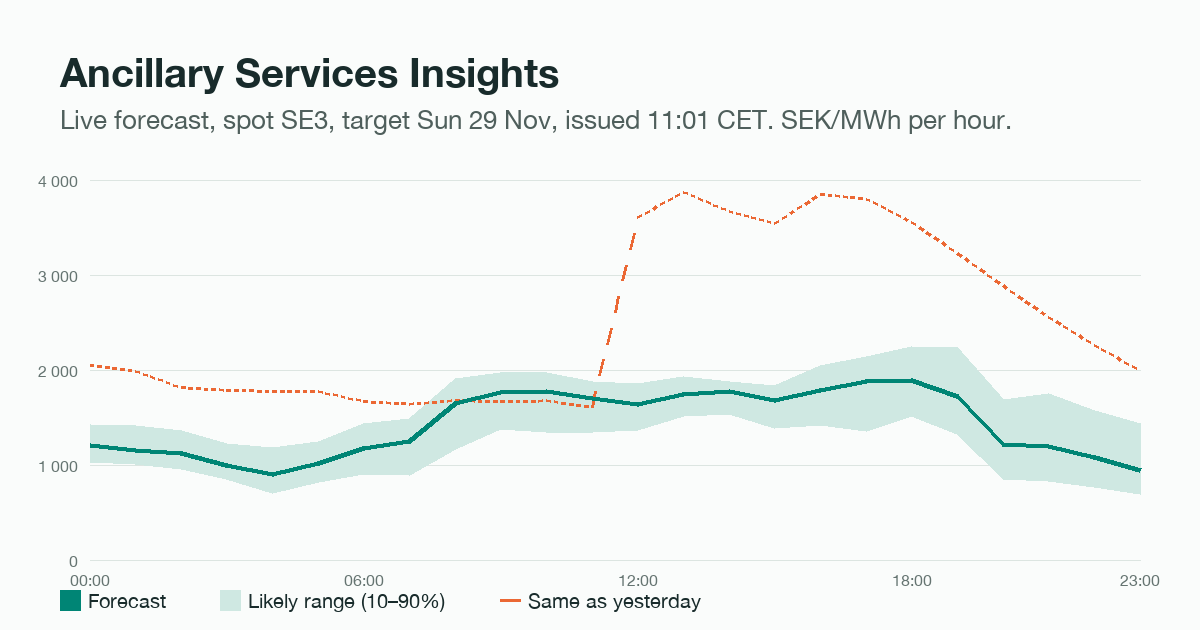 Ancillary Services Insights
Live forecast, spot SE3, target Sun 29 Nov, issued 11:01 CET. SEK/MWh per hour.
4 000
3 000
2 000
1 000
0
00:00 06:00 12:00 18:00 23:00
Forecast Likely range (10–90%) Same as yesterday